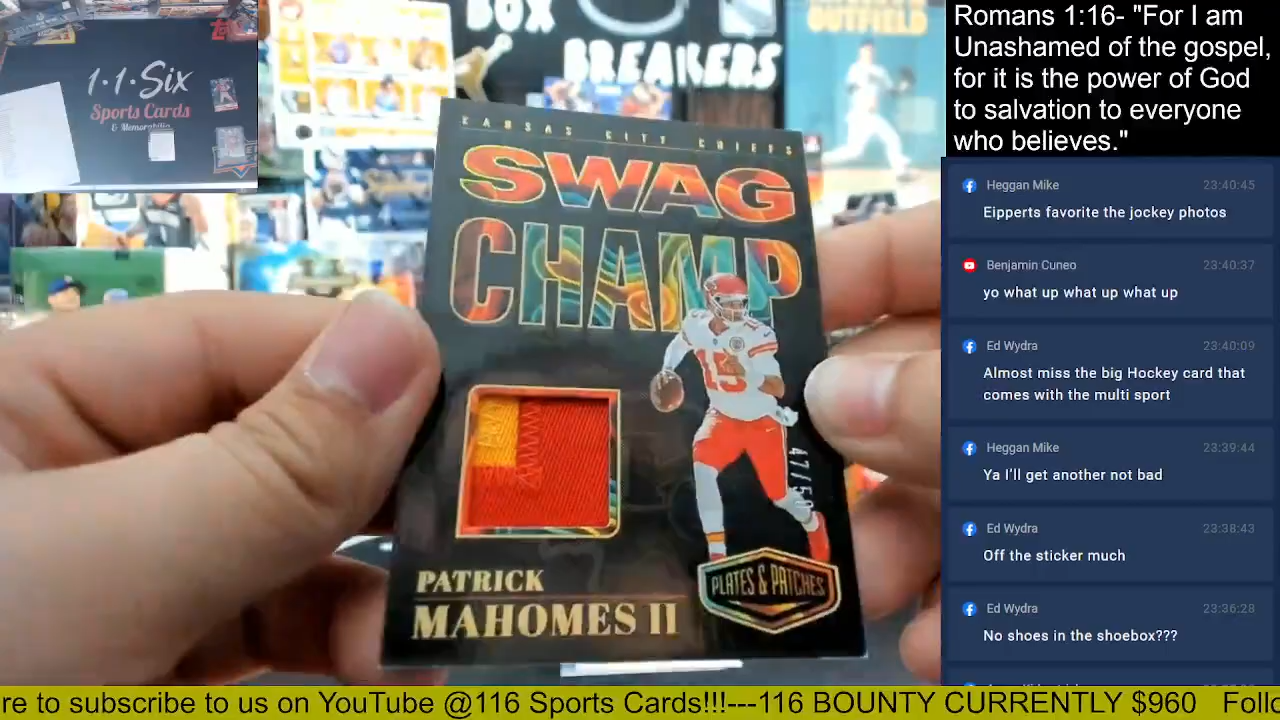 1·1·Six
Sports Cards
& Memorabilia
BOX
BREAKERS
OUTFIELD
KANSAS CITY CHIEFS
SWAG
CHAMP
15
47/50
PLATES & PATCHES
PATRICK
MAHOMES II
Romans 1:16- "For I am
Unashamed of the gospel,
for it is the power of God
to salvation to everyone
who believes."
Heggan Mike 23:40:45
Eipperts favorite the jockey photos
Benjamin Cuneo 23:40:37
yo what up what up what up
Ed Wydra 23:40:09
Almost miss the big Hockey card that
comes with the multi sport
Heggan Mike 23:39:44
Ya I'll get another not bad
Ed Wydra 23:38:43
Off the sticker much
Ed Wydra 23:36:28
No shoes in the shoebox???
re to subscribe to us on YouTube @116 Sports Cards!!!---116 BOUNTY CURRENTLY $960 Follo